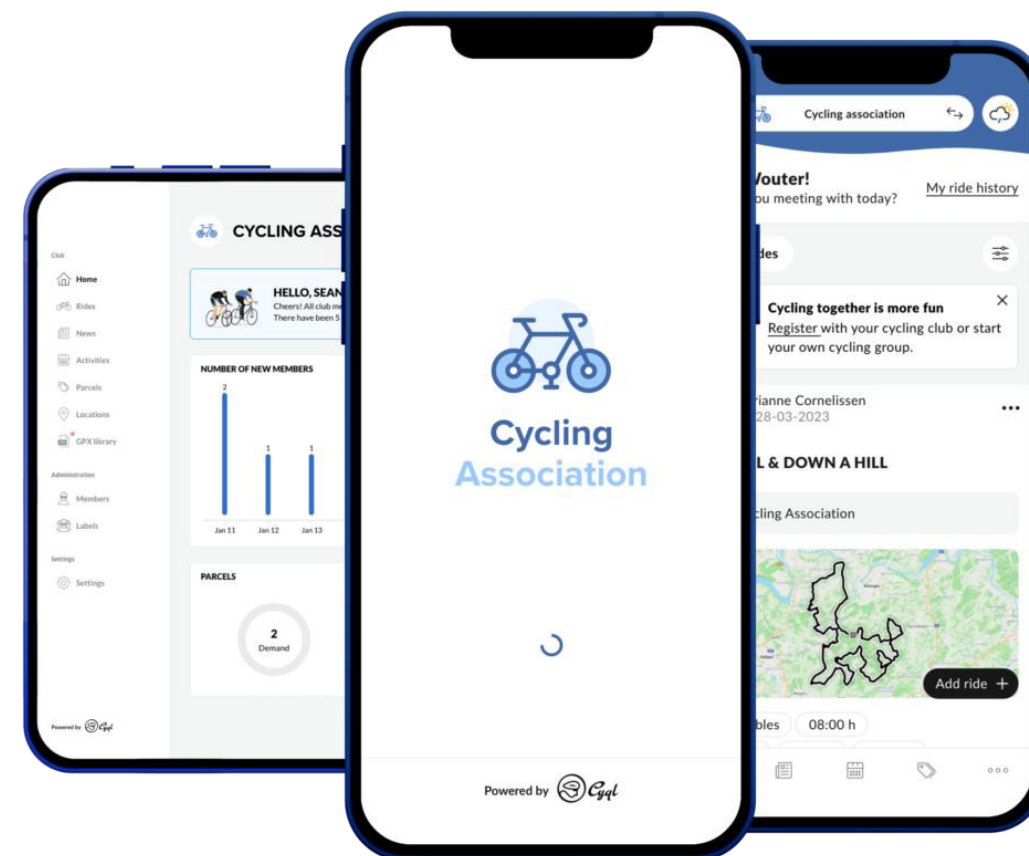 Club
Home
Rides
News
Activities
Parcels
Locations
GPX library
Administration
Members
Labels
Settings
Settings
Powered by Cyql
CYCLING ASS
HELLO, SEAN
Cheers! All club m
There have been 5
NUMBER OF NEW MEMBERS
2
1
1
Jan 11 Jan 12 Jan 13
PARCELS
2
Demand
Cycling
Association
Powered by Cyql
Cycling association
outer!
ou meeting with today?
My ride history
des
Cycling together is more fun
Register with your cycling club or start
your own cycling group.
rianne Cornelissen
28-03-2023
L & DOWN A HILL
cling Association
Add ride +
bles
08:00 h